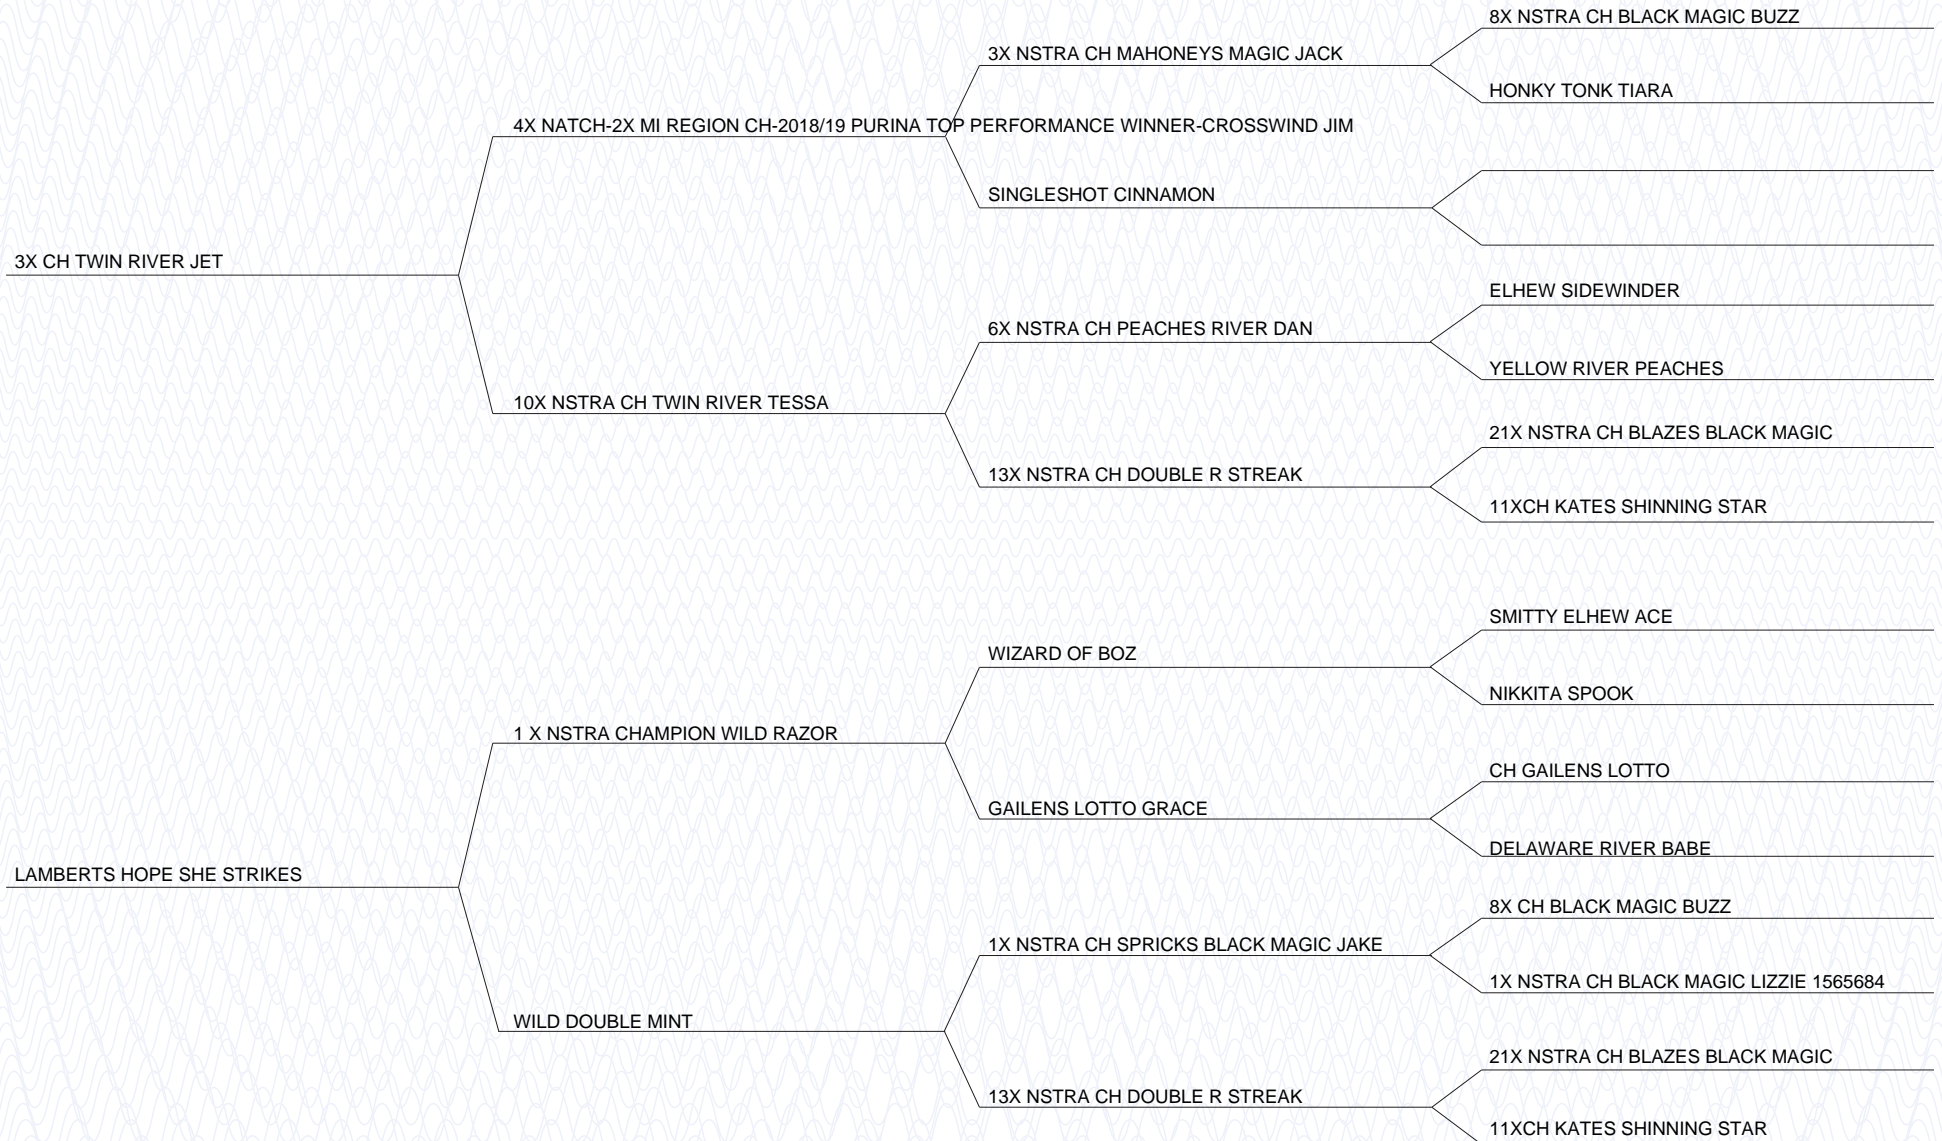 8X NSTRA CH BLACK MAGIC BUZZ
3X NSTRA CH MAHONEYS MAGIC JACK
HONKY TONK TIARA
4X NATCH-2X MI REGION CH-2018/19 PURINA TOP PERFORMANCE WINNER-CROSSWIND JIM
SINGLESHOT CINNAMON
3X CH TWIN RIVER JET
ELHEW SIDEWINDER
6X NSTRA CH PEACHES RIVER DAN
YELLOW RIVER PEACHES
10X NSTRA CH TWIN RIVER TESSA
21X NSTRA CH BLAZES BLACK MAGIC
13X NSTRA CH DOUBLE R STREAK
11XCH KATES SHINNING STAR
SMITTY ELHEW ACE
WIZARD OF BOZ
NIKKITA SPOOK
1 X NSTRA CHAMPION WILD RAZOR
CH GAILENS LOTTO
GAILENS LOTTO GRACE
DELAWARE RIVER BABE
LAMBERTS HOPE SHE STRIKES
8X CH BLACK MAGIC BUZZ
1X NSTRA CH SPRICKS BLACK MAGIC JAKE
1X NSTRA CH BLACK MAGIC LIZZIE 1565684
WILD DOUBLE MINT
21X NSTRA CH BLAZES BLACK MAGIC
13X NSTRA CH DOUBLE R STREAK
11XCH KATES SHINNING STAR